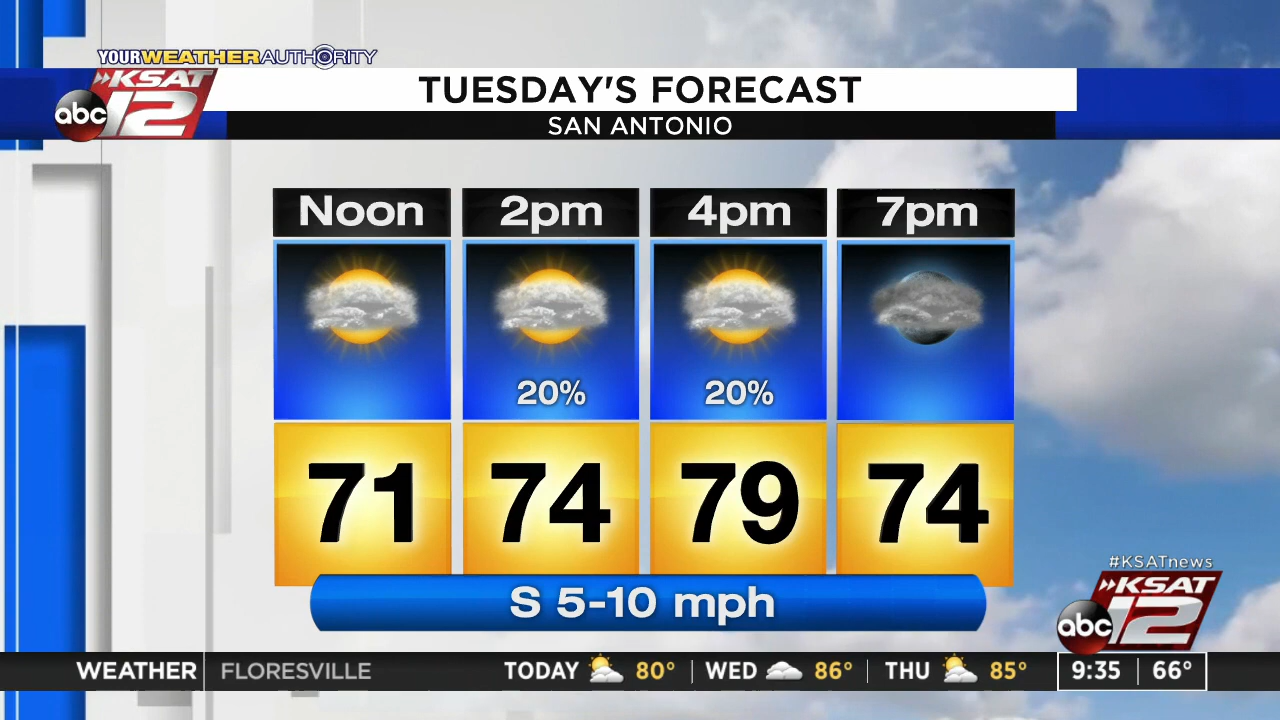 YOURWEATHERAUTHORITY
KSAT
abc 12
TUESDAY'S FORECAST
SAN ANTONIO
Noon 2pm 4pm 7pm
20% 20%
71 74 79 74
S 5-10 mph
#KSATnews
KSAT
abc 12
WEATHER FLORESVILLE TODAY 80° WED 86° THU 85° 9:35 66°